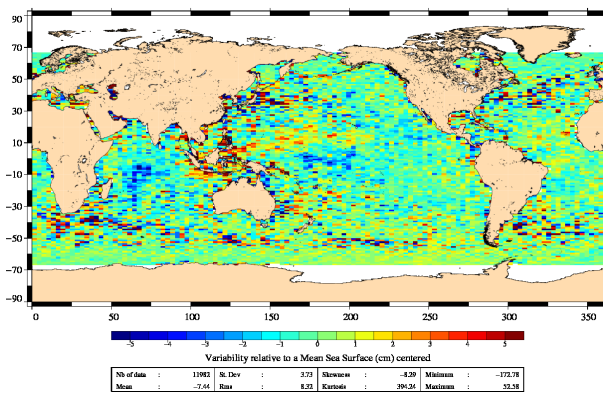 90
70
50
30
10
−10
−30
−50
−70
−90
0 50 100 150 200 250 300 350
−5 −4 −3 −2 −1 0 1 2 3 4 5
Variability relative to a Mean Sea Surface (cm) centered
Nb of data : 11982 St. Dev 3.73 Skewness −8.29 Minimum : −172.78
Mean : −7.44 Rms : 8.32 Kurtosis : 394.24 Maximum : 52.58